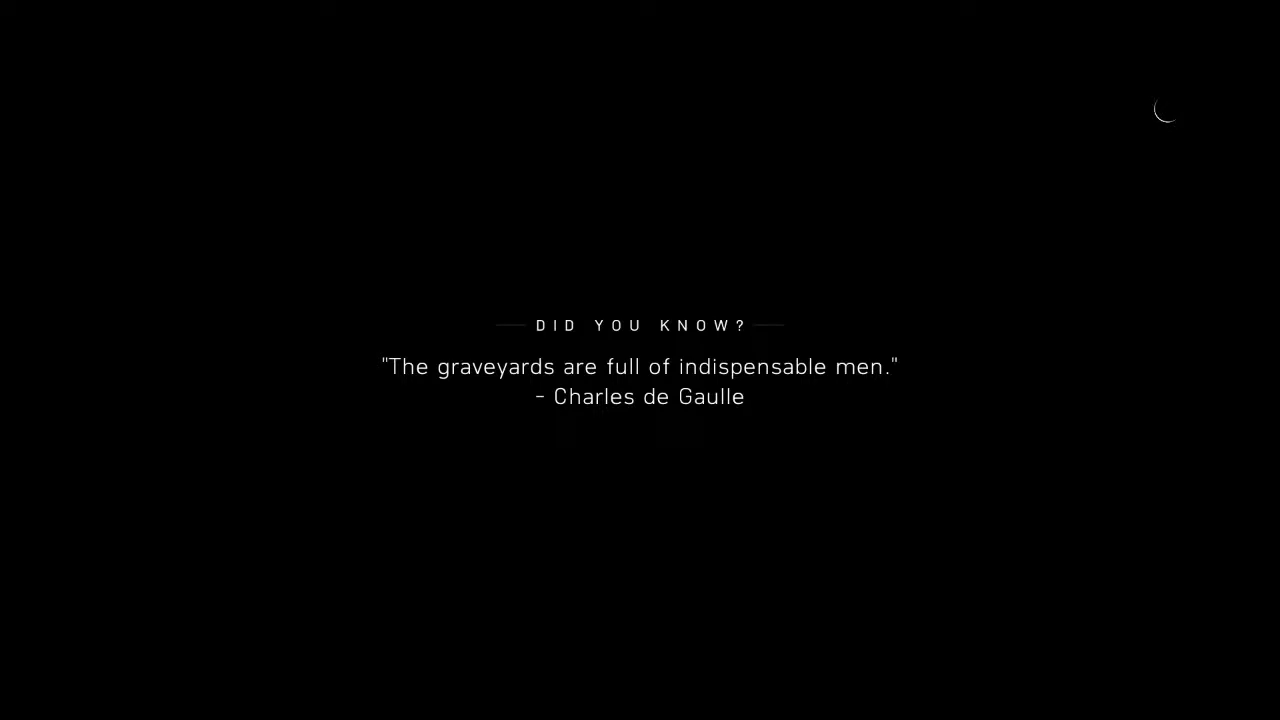 DID YOU KNOW?
"The graveyards are full of indispensable men."
- Charles de Gaulle